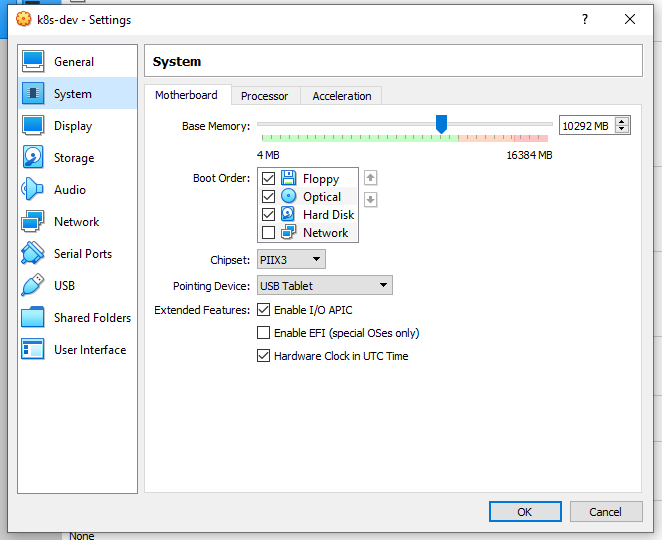 k8s-dev - Settings
General
System
Display
Storage
Audio
Network
Serial Ports
USB
Shared Folders
User Interface
System
Motherboard Processor Acceleration
Base Memory: 10292 MB
4 MB 16384 MB
Boot Order: Floppy
Optical
Hard Disk
Network
Chipset: PIIX3
Pointing Device: USB Tablet
Extended Features: Enable I/O APIC
Enable EFI (special OSes only)
Hardware Clock in UTC Time
OK Cancel
None